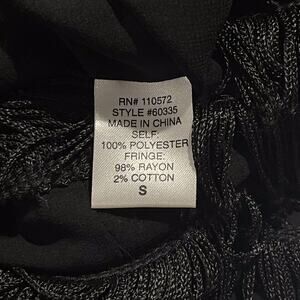 RN# 110572
STYLE #60335
MADE IN CHINA
SELF:
100% POLYESTER
FRINGE:
98% RAYON
2% COTTON
S